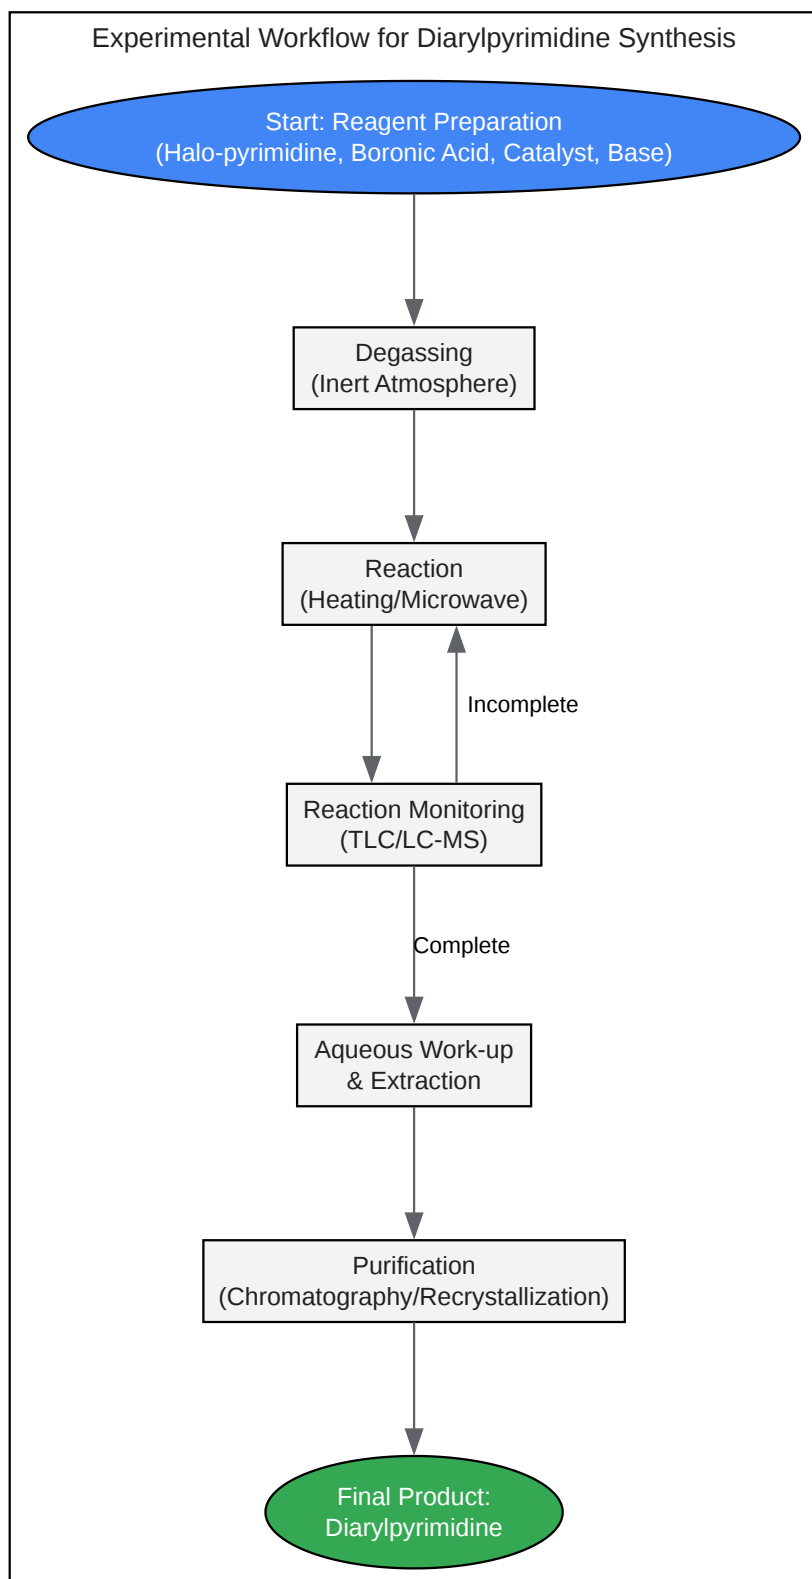 Experimental Workflow for Diarylpyrimidine Synthesis
Start: Reagent Preparation
(Halo-pyrimidine, Boronic Acid, Catalyst, Base)
Degassing
(Inert Atmosphere)
Reaction
(Heating/Microwave)
Incomplete
Reaction Monitoring
(TLC/LC-MS)
Complete
Aqueous Work-up
& Extraction
Purification
(Chromatography/Recrystallization)
Final Product:
Diarylpyrimidine